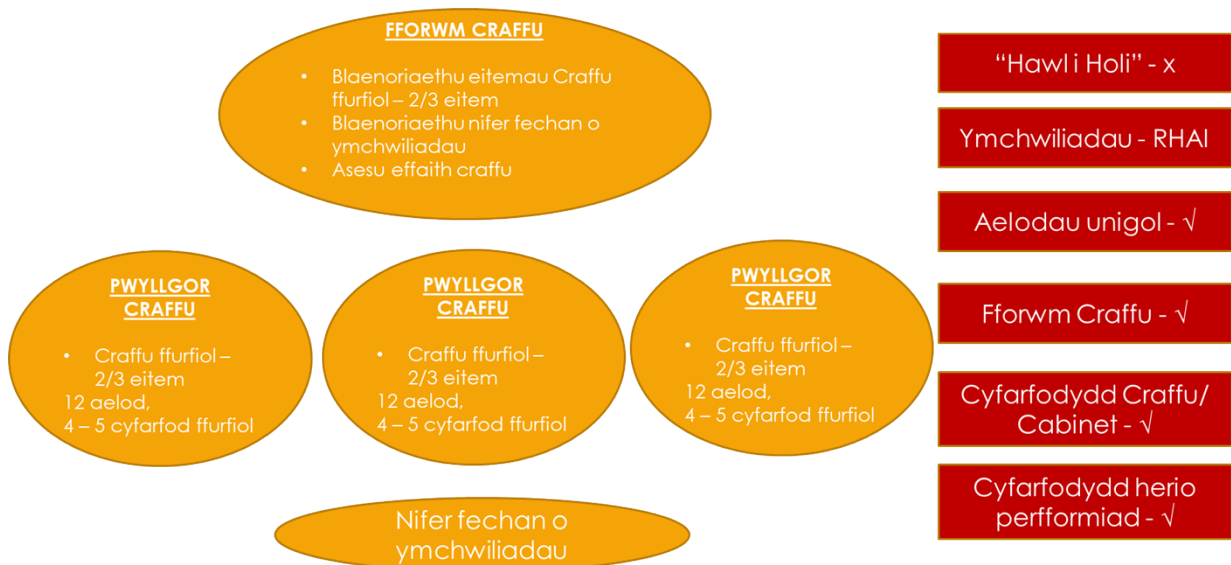 FFORWM CRAFFU
• Blaenoriaethu eitemau Craffu
ffurfiol – 2/3 eitem
• Blaenoriaethu nifer fechan o
ymchwiliadau
• Asesu effaith craffu
PWYLLGOR
CRAFFU
• Craffu ffurfiol –
2/3 eitem
12 aelod,
4 – 5 cyfarfod ffurfiol
PWYLLGOR
CRAFFU
• Craffu ffurfiol –
2/3 eitem
12 aelod,
4 – 5 cyfarfod ffurfiol
PWYLLGOR
CRAFFU
• Craffu ffurfiol –
2/3 eitem
12 aelod,
4 – 5 cyfarfod ffurfiol
Nifer fechan o
ymchwiliadau
“Hawl i Holi” - x
Ymchwiliadau - RHAI
Aelodau unigol - √
Fforwm Craffu - √
Cyfarfodydd Craffu/
Cabinet - √
Cyfarfodydd herio
perfformiad - √